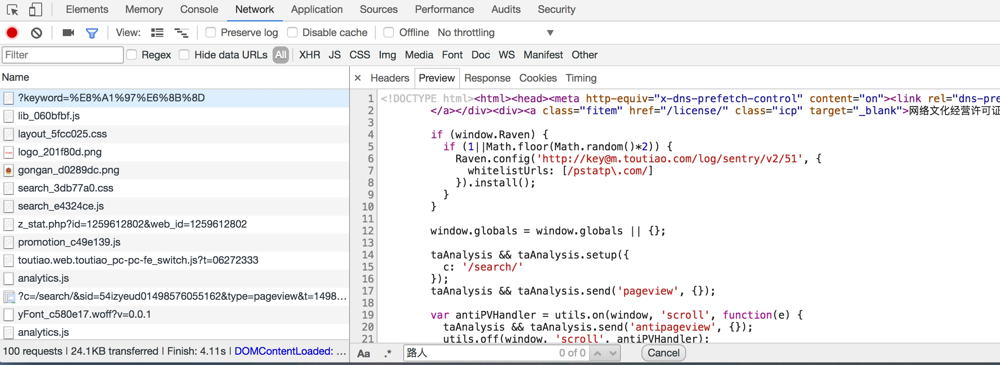 Elements Memory Console Network Application Sources Performance Audits Security
View: Preserve log Disable cache Offline No throttling ▼
Filter Regex Hide data URLs All XHR JS CSS Img Media Font Doc WS Manifest Other
Name
× Headers Preview Response Cookies Timing
?keyword=%E8%A1%97%E6%8B%8D
lib_060bfbf.js
layout_5fcc025.css
logo_201f80d.png
gongan_d0289dc.png
search_3db77a0.css
search_e4324ce.js
z_stat.php?id=1259612802&web_id=1259612802
promotion_c49e139.js
toutiao.web.toutiao_pc-pc-fe_switch.js?t=06272333
analytics.js
?c=/search/&sid=54izyeud01498576055162&type=pageview&t=1498...
yFont_c580e17.woff?v=0.0.1
analytics.js
100 requests | 24.1KB transferred | Finish: 4.11s | DOMContentLoaded: ...
1 <!DOCTYPE html><html><head><meta http-equiv="x-dns-prefetch-control" content="on"><link rel="dns-pre
2 </a></div><div><a class="fitem" href="/license/" class="icp" target="_blank">网络文化经营许可证
3
4 if (window.Raven) {
5 if (1||Math.floor(Math.random()*2)) {
6 Raven.config('http://key@m.toutiao.com/log/sentry/v2/51', {
7 whitelistUrls: [/pstatp\.com/]
8 }).install();
9 }
10 }
11
12 window.globals = window.globals || {};
13
14 taAnalysis && taAnalysis.setup({
15 c: '/search/'
16 });
17 taAnalysis && taAnalysis.send('pageview', {});
18
19 var antiPVHandler = utils.on(window, 'scroll', function(e) {
20 taAnalysis && taAnalysis.send('antipageview', {});
21 utils.off(window, 'scroll', antiPVHandler);
Aa .* 路人 0 of 0 Cancel